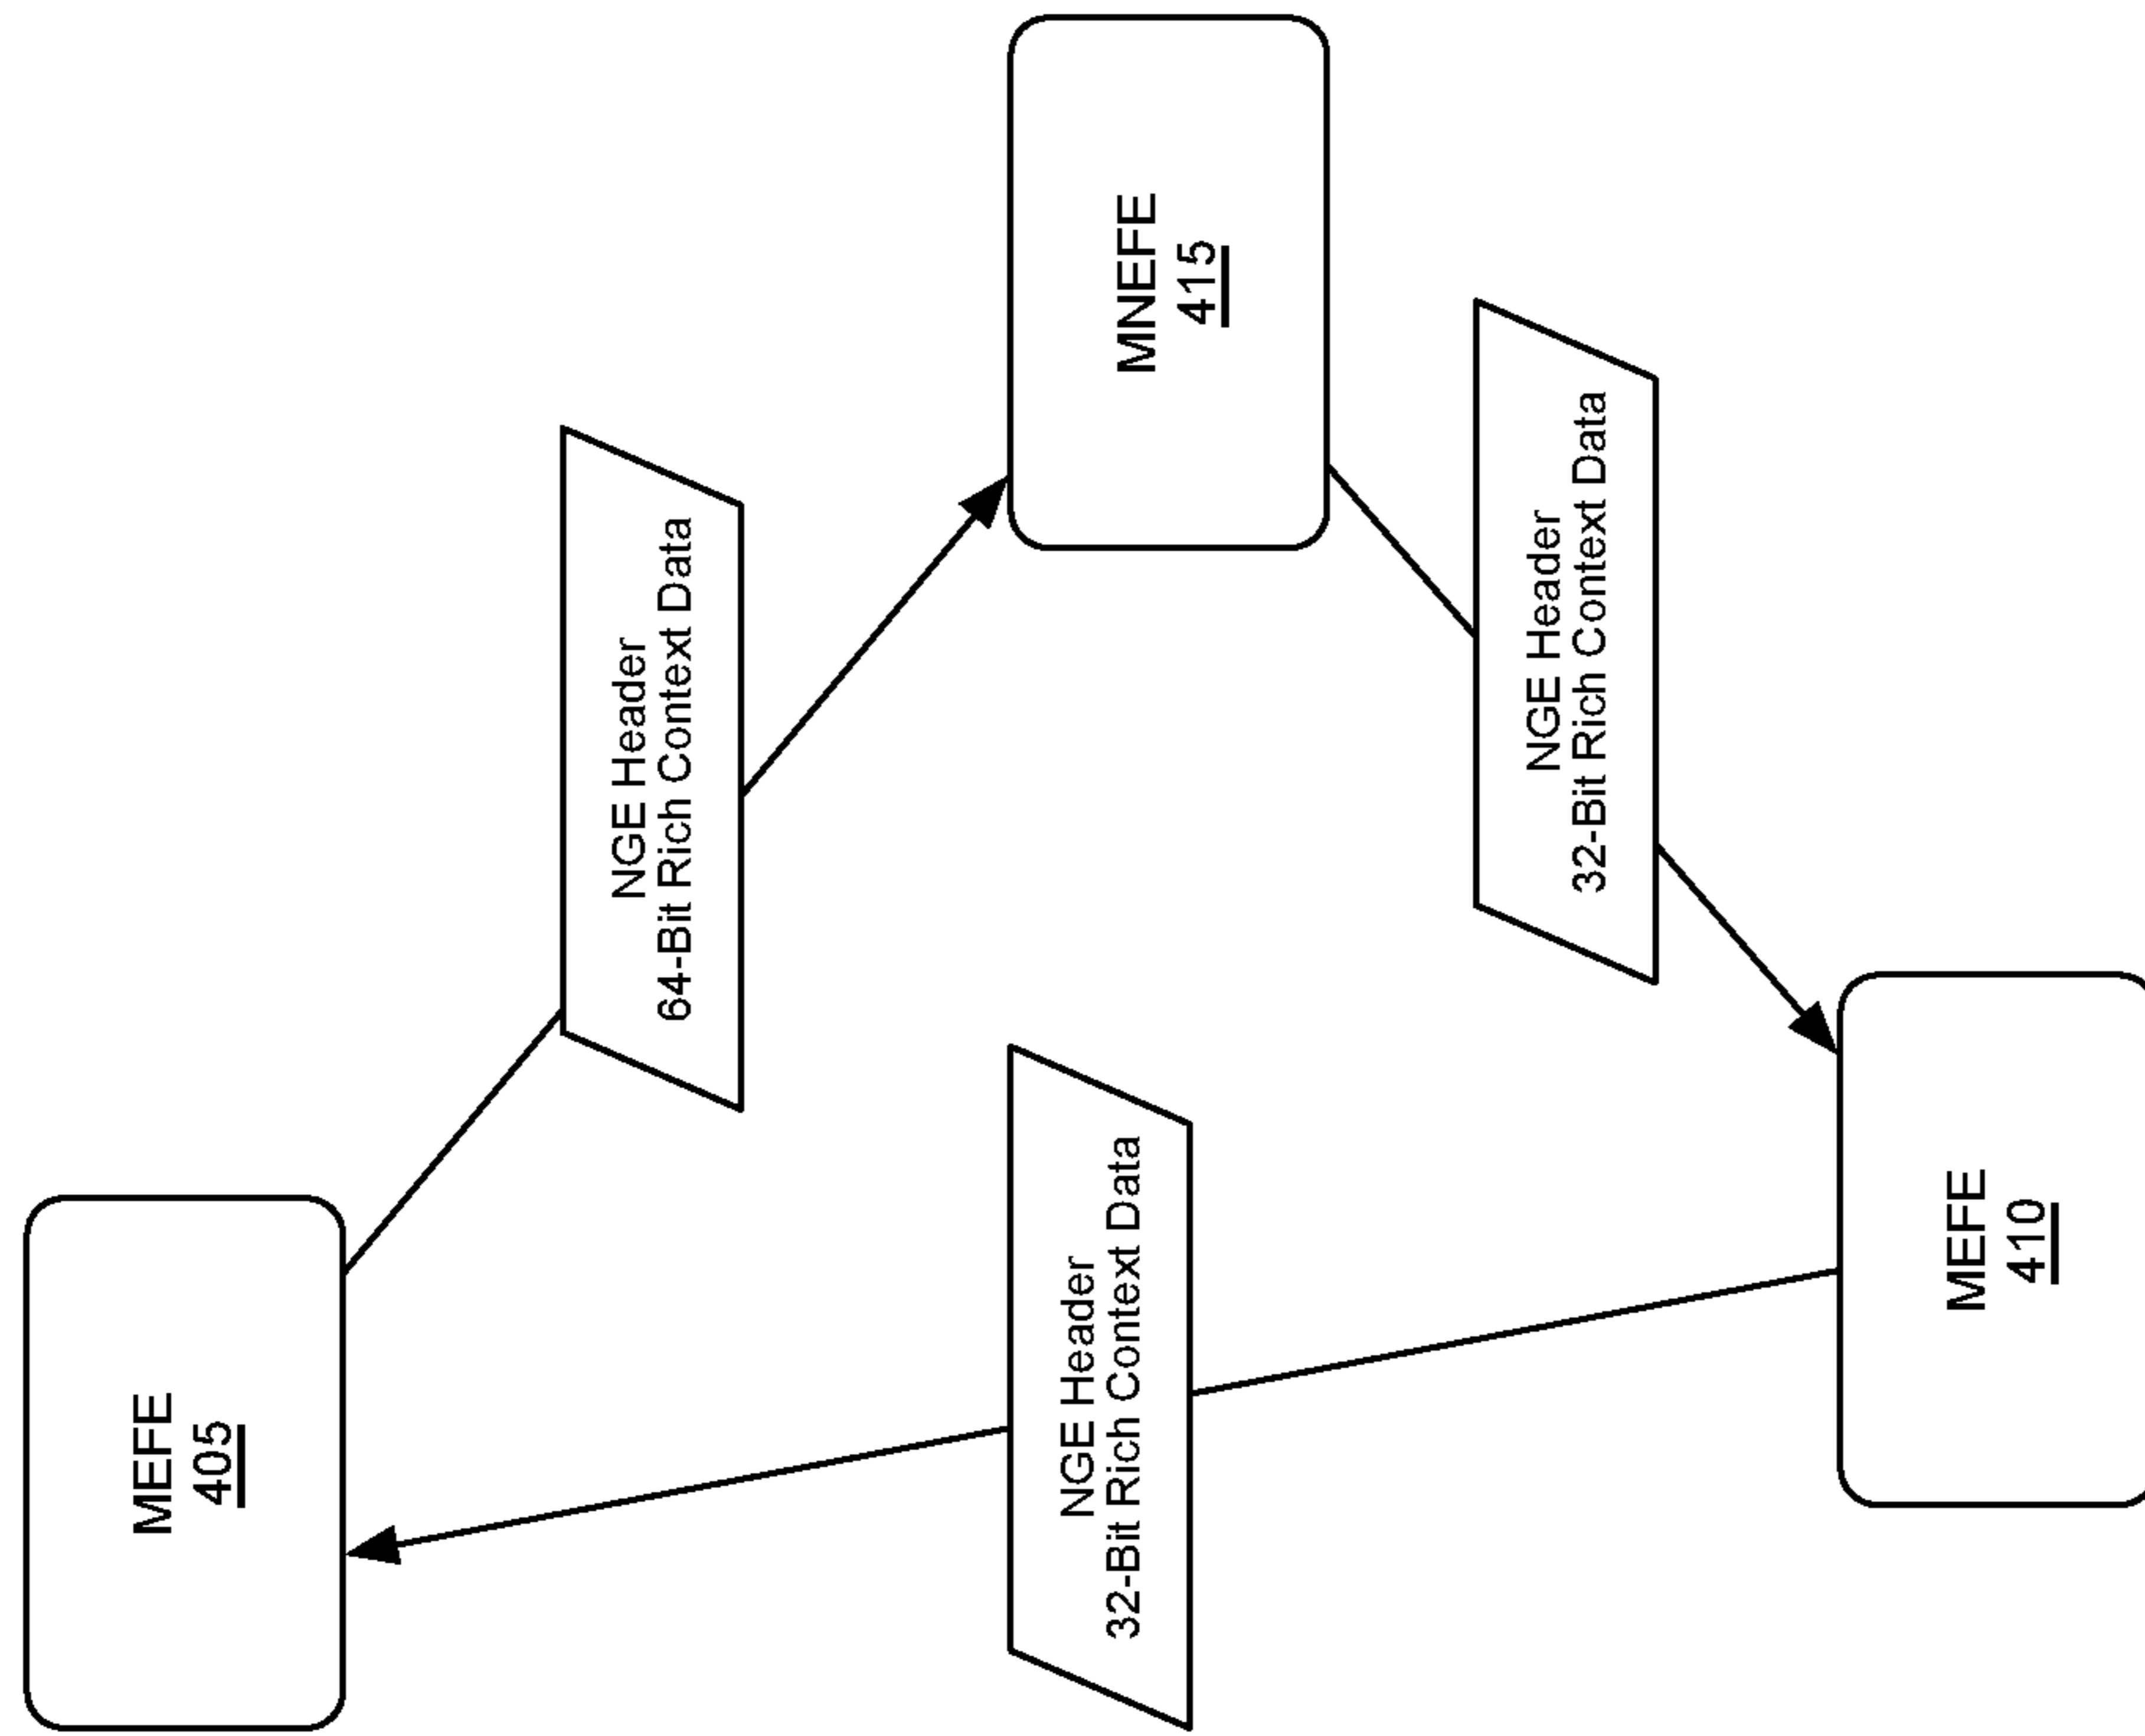 MEFE
405
NGE Header
64-Bit Rich Context Data
NGE Header
32-Bit Rich Context Data
MNEFE
415
NGE Header
32-Bit Rich Context Data
MEFE
410